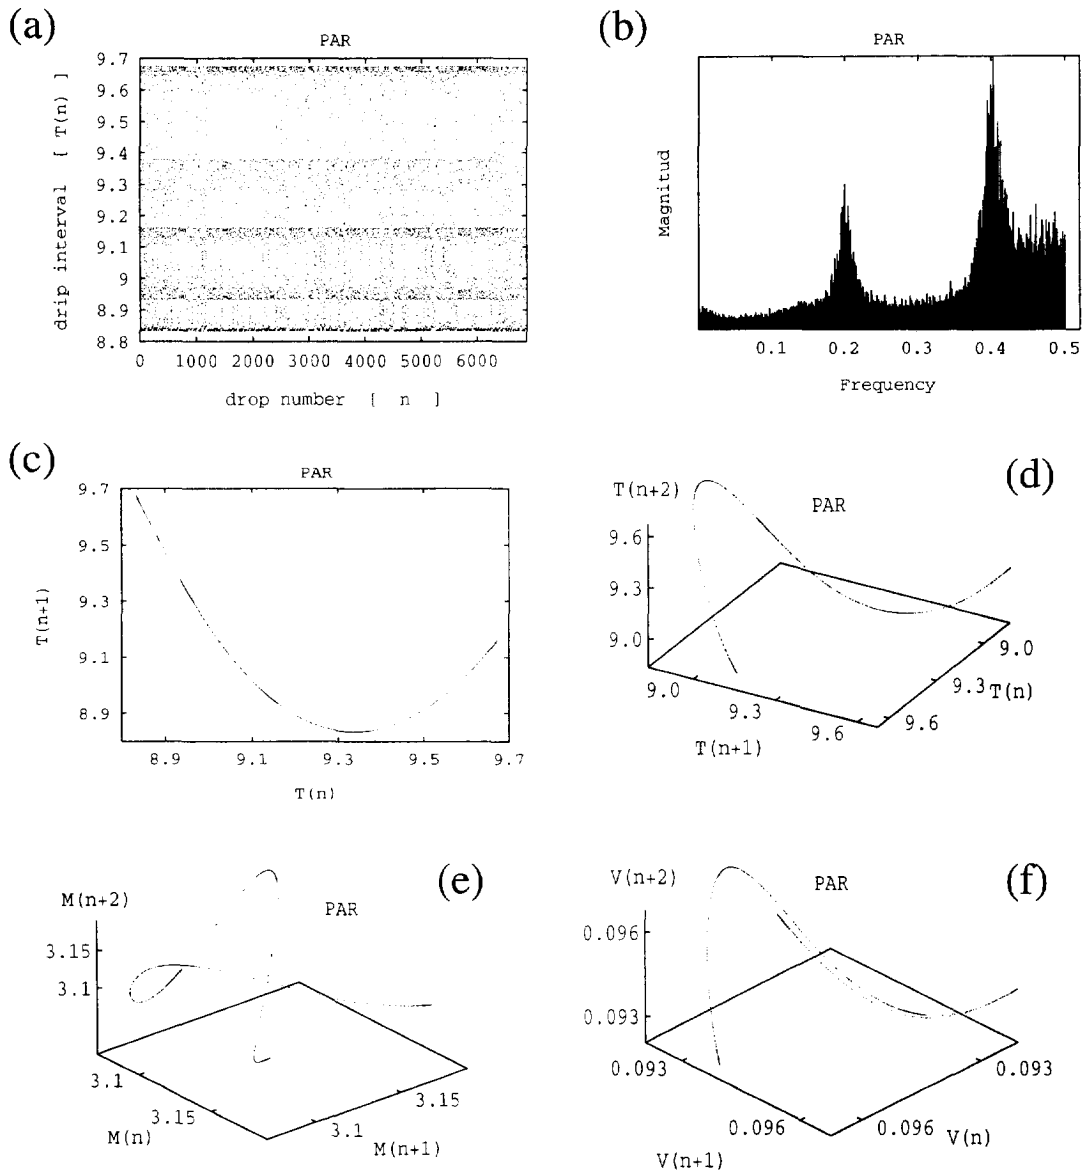 (a)
PAR
drip interval [ T(n) ]
9.7
9.6
9.5
9.4
9.3
9.2
9.1
9
8.9
8.8
0 1000 2000 3000 4000 5000 6000
drop number [ n ]
(b)
PAR
Magnitud
0.1 0.2 0.3 0.4 0.5
Frequency
(c)
PAR
T(n+1)
9.7
9.5
9.3
9.1
8.9
8.9 9.1 9.3 9.5 9.7
T(n)
(d)
T(n+2)
PAR
9.6
9.3
9.0
9.0
9.3
9.6
T(n+1)
9.0
9.3
9.6
T(n)
(e)
M(n+2)
PAR
3.15
3.1
3.1
3.15
M(n)
3.15
3.1
M(n+1)
(f)
V(n+2)
PAR
0.096
0.093
0.093
0.096
V(n+1)
0.093
0.096
V(n)